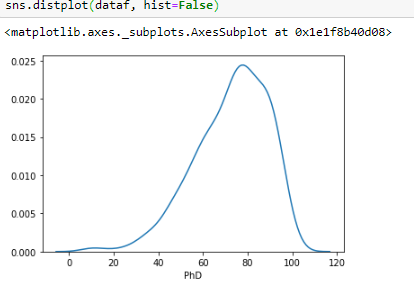 sns.distplot(dataf, hist=False)
<matplotlib.axes._subplots.AxesSubplot at 0x1e1f8b40d08>
0.025
0.020
0.015
0.010
0.005
0.000
0 20 40 60 80 100 120
PhD